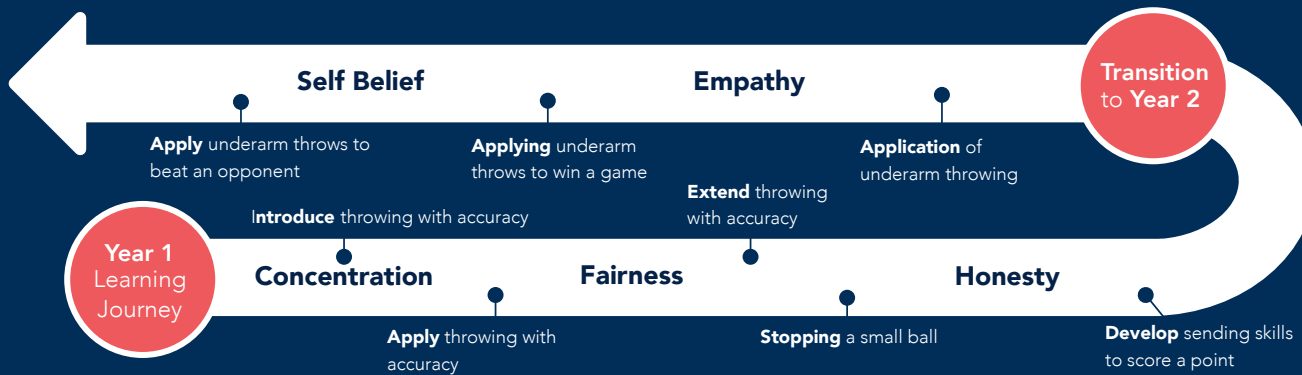 Self Belief
Empathy
Transition
to Year 2
Apply underarm throws to
beat an opponent
Applying underarm
throws to win a game
Application of
underarm throwing
Introduce throwing with accuracy
Extend throwing
with accuracy
Year 1
Learning
Journey
Concentration
Fairness
Honesty
Apply throwing with
accuracy
Stopping a small ball
Develop sending skills
to score a point